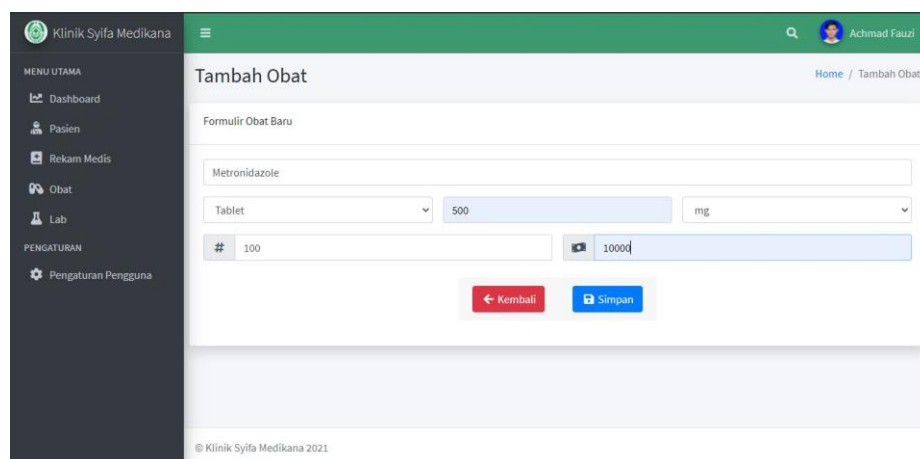 Klinik Syifa Medikana
Achmad Fauzi
MENU UTAMA
Dashboard
Pasien
Rekam Medis
Obat
Lab
PENGATURAN
Pengaturan Pengguna
Tambah Obat
Home / Tambah Obat
Formulir Obat Baru
Metronidazole
Tablet 500 mg
# 100 10000
Kembali Simpan
© Klinik Syifa Medikana 2021